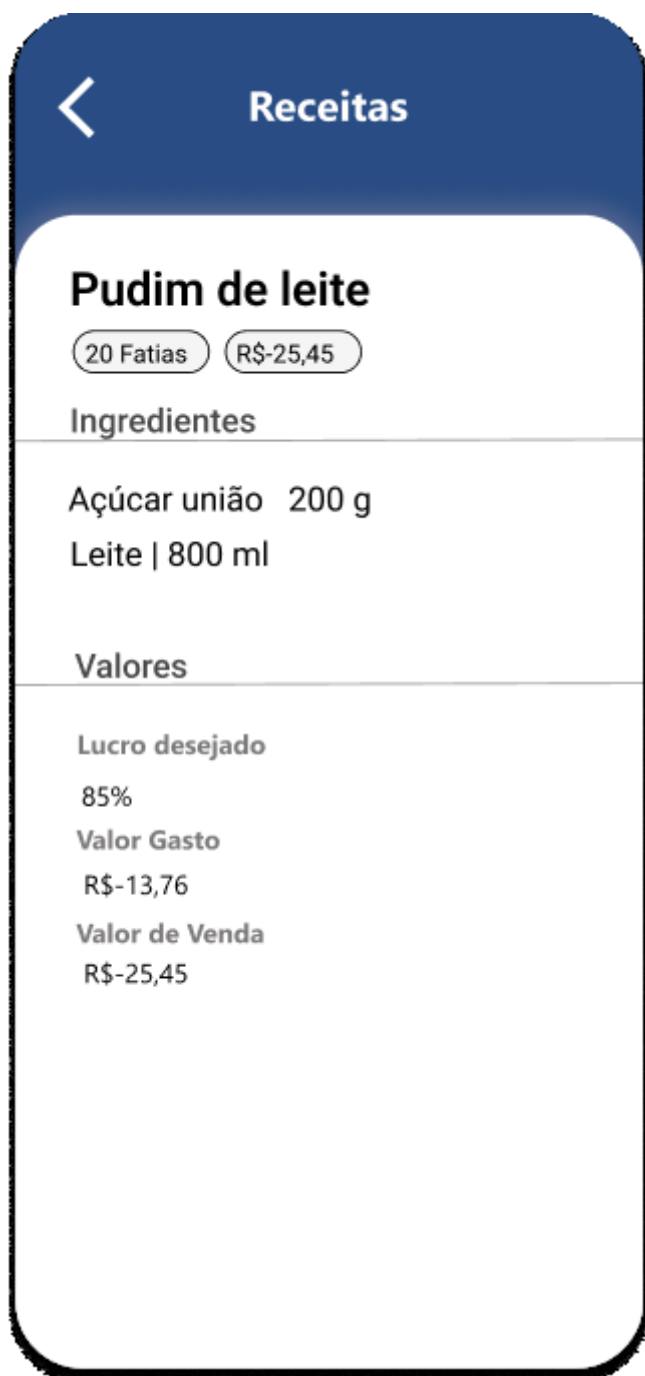 Receitas
Pudim de leite
20 Fatias R$-25,45
Ingredientes
Açúcar união 200 g
Leite | 800 ml
Valores
Lucro desejado
85%
Valor Gasto
R$-13,76
Valor de Venda
R$-25,45